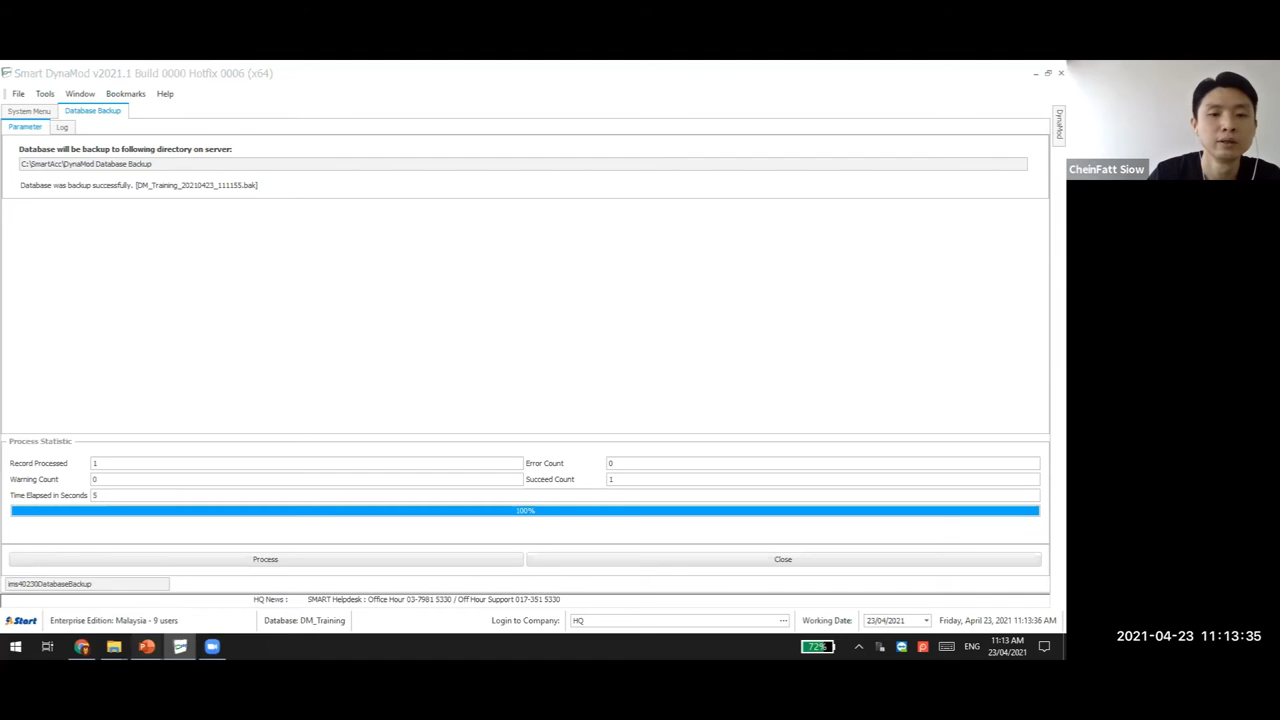 Smart DynaMod v2021.1 Build 0000 Hotfix 0006 (x64)
File Tools Window Bookmarks Help
System Menu Database Backup
Parameter Log
DynaMod
Database will be backup to following directory on server:
C:\SmartAcc\DynaMod Database Backup
Database was backup successfully. [DM_Training_20210423_111155.bak]
CheinFatt Siow
Process Statistic
Record Processed 1 Error Count 0
Warning Count 0 Succeed Count 1
Time Elapsed in Seconds 5
100%
Process Close
ims40230DatabaseBackup
HQ News : SMART Helpdesk : Office Hour 03-7981 5330 / Off Hour Support 017-351 5330
Start Enterprise Edition: Malaysia - 9 users Database: DM_Training Login to Company: HQ Working Date: 23/04/2021 Friday, April 23, 2021 11:13:36 AM
72% ENG 11:13 AM
23/04/2021
2021-04-23 11:13:35